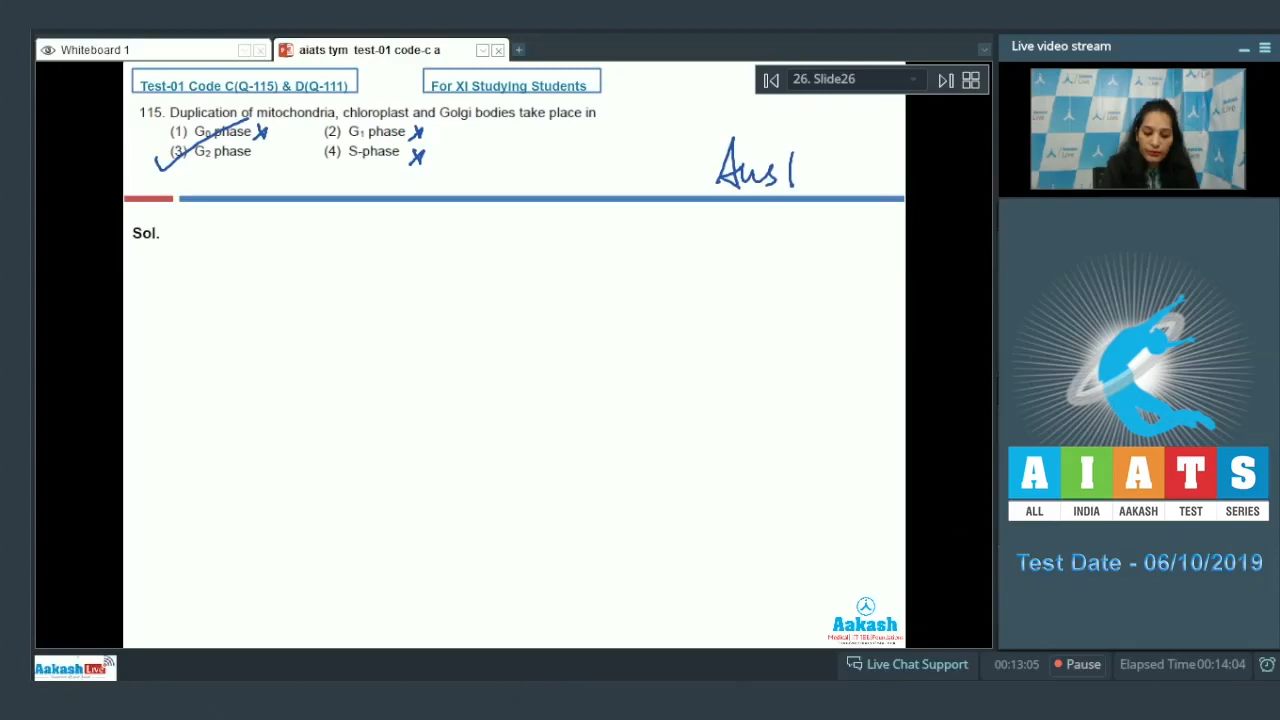 Whiteboard 1
aiats tym test-01 code-c a
Live video stream
Test-01 Code C(Q-115) & D(Q-111)
For XI Studying Students
26. Slide26
115. Duplication of mitochondria, chloroplast and Golgi bodies take place in
(1) G₀ phase (2) G₁ phase
(3) G₂ phase (4) S-phase
Ans
Sol.
AIATS
ALL INDIA AAKASH TEST SERIES
Test Date - 06/10/2019
Aakash
Aakash Live
Live Chat Support
00:13:05
Pause
Elapsed Time 00:14:04